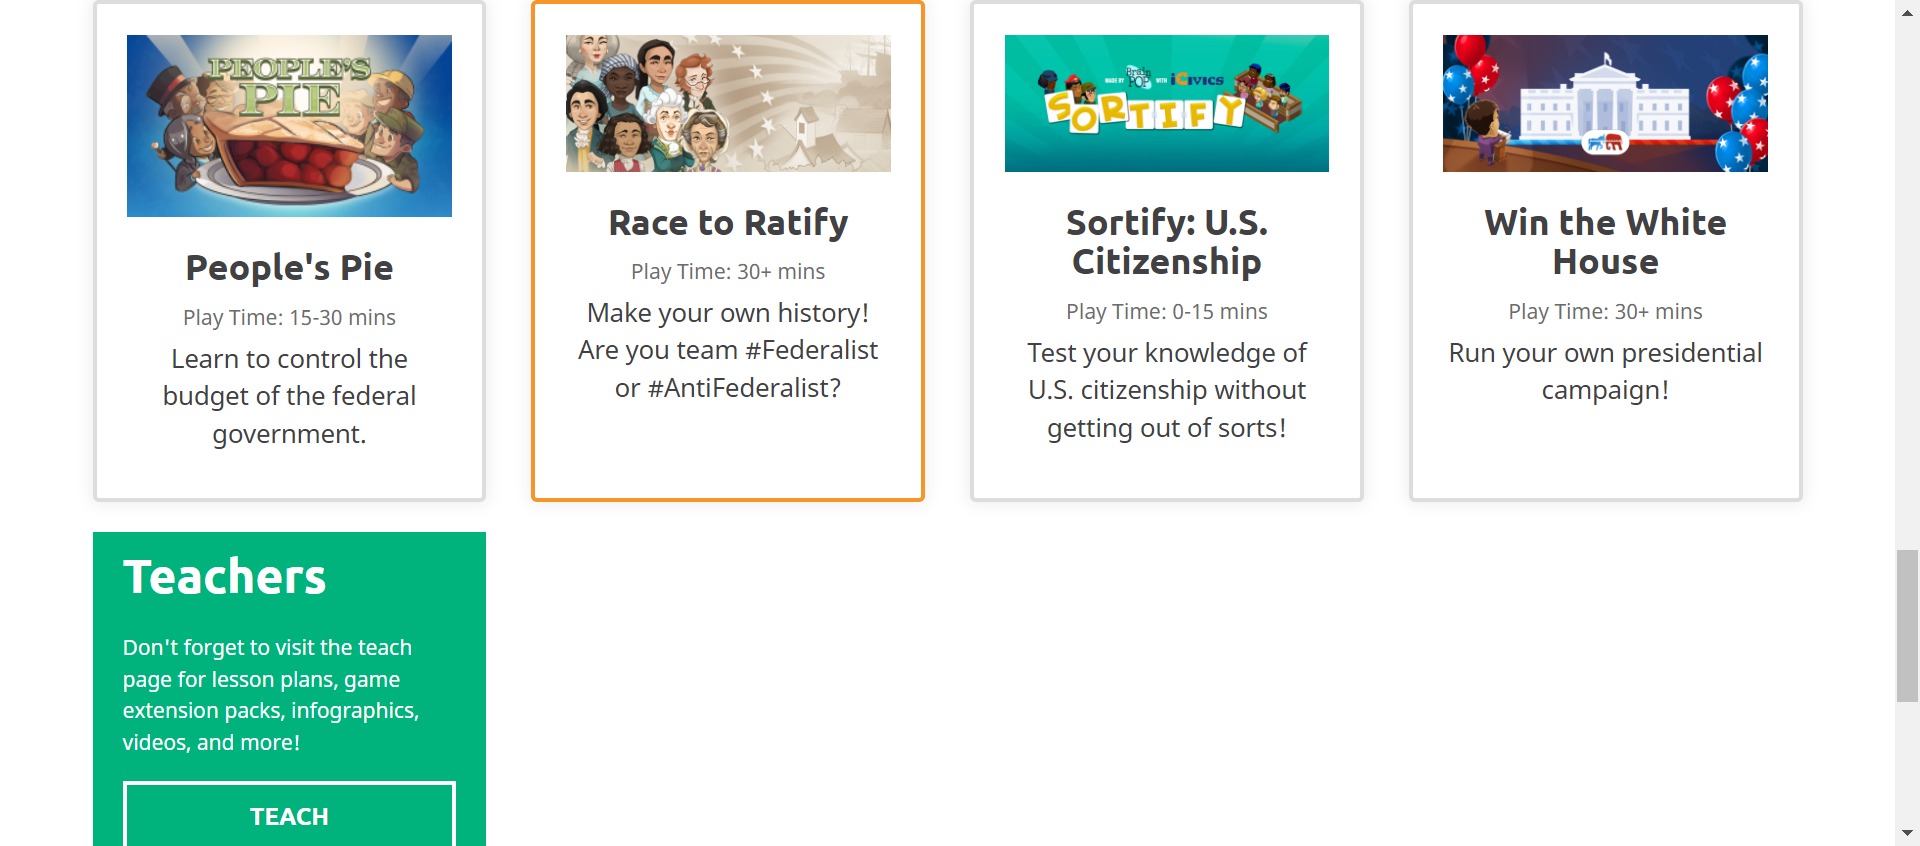 PEOPLE'S
PIE
People's Pie
Play Time: 15-30 mins
Learn to control the
budget of the federal
government.
Race to Ratify
Play Time: 30+ mins
Make your own history!
Are you team #Federalist
or #AntiFederalist?
MADE BY BrainPOP WITH iCivics
SORTIFY
Sortify: U.S.
Citizenship
Play Time: 0-15 mins
Test your knowledge of
U.S. citizenship without
getting out of sorts!
Win the White
House
Play Time: 30+ mins
Run your own presidential
campaign!
Teachers
Don't forget to visit the teach
page for lesson plans, game
extension packs, infographics,
videos, and more!
TEACH